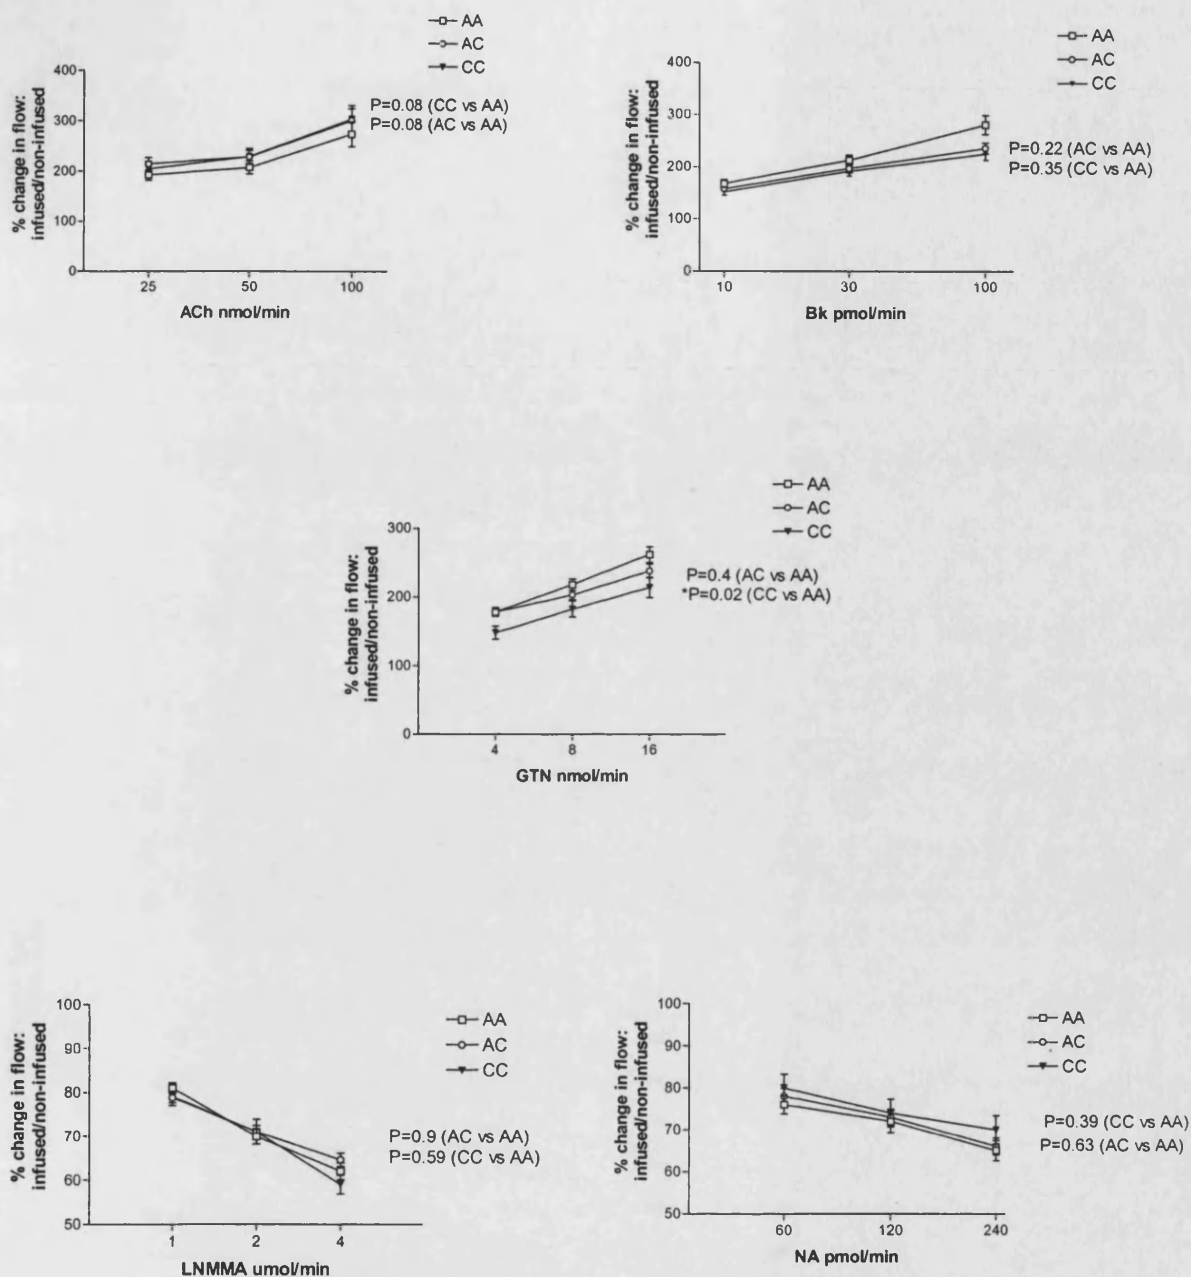 AA
AC
CC
400
300
200
100
0
% change in flow:
infused/non-infused
P=0.08 (CC vs AA)
P=0.08 (AC vs AA)
25 50 100
ACh nmol/min
AA
AC
CC
400
300
200
100
0
% change in flow:
infused/non-infused
P=0.22 (AC vs AA)
P=0.35 (CC vs AA)
10 30 100
Bk pmol/min
AA
AC
CC
300
200
100
0
% change in flow:
infused/non-infused
P=0.4 (AC vs AA)
*P=0.02 (CC vs AA)
4 8 16
GTN nmol/min
AA
AC
CC
100
90
80
70
60
50
% change in flow:
infused/non-infused
P=0.9 (AC vs AA)
P=0.59 (CC vs AA)
1 2 4
LNMMA umol/min
AA
AC
CC
100
90
80
70
60
50
% change in flow:
infused/non-infused
P=0.39 (CC vs AA)
P=0.63 (AC vs AA)
60 120 240
NA pmol/min